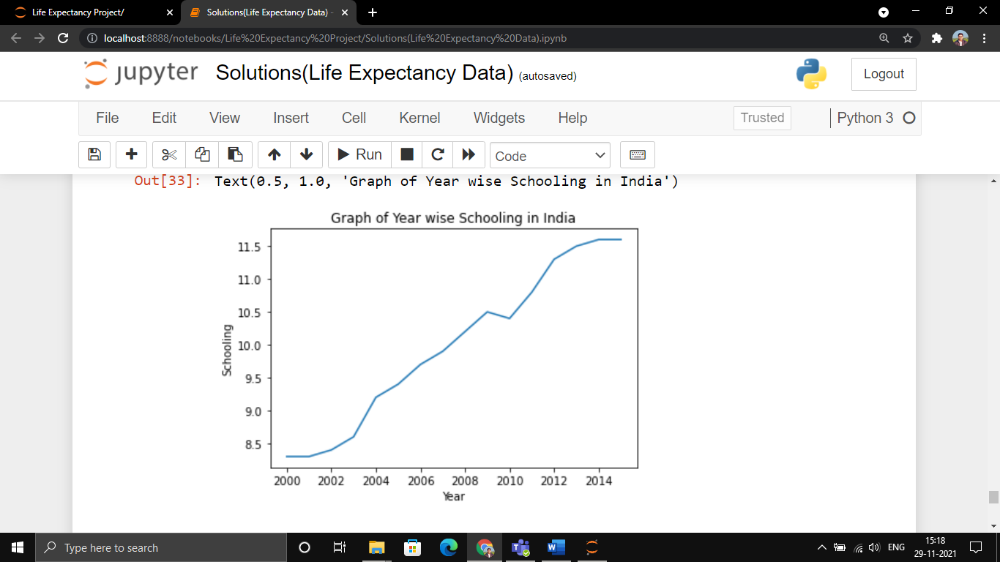 Life Expectancy Project/
Solutions(Life Expectancy Data) -
localhost:8888/notebooks/Life%20Expectancy%20Project/Solutions(Life%20Expectancy%20Data).ipynb
jupyter Solutions(Life Expectancy Data) (autosaved)
Logout
File Edit View Insert Cell Kernel Widgets Help
Trusted
Python 3
Run
Code
Out[33]: Text(0.5, 1.0, 'Graph of Year wise Schooling in India')
Graph of Year wise Schooling in India
11.5
11.0
10.5
10.0
9.5
9.0
8.5
Schooling
2000 2002 2004 2006 2008 2010 2012 2014
Year
Type here to search
ENG
15:18
29-11-2021